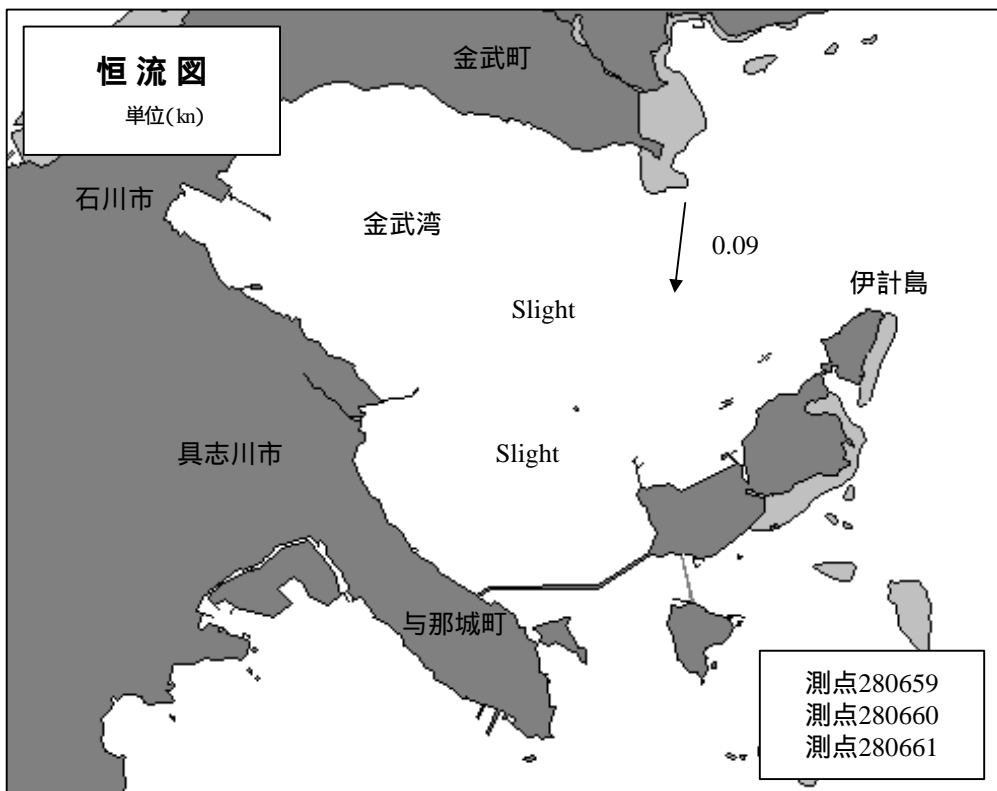 恒流図
単位(kn)
金武町
石川市
金武湾
0.09
伊計島
Slight
具志川市
Slight
与那城町
測点280659
測点280660
測点280661